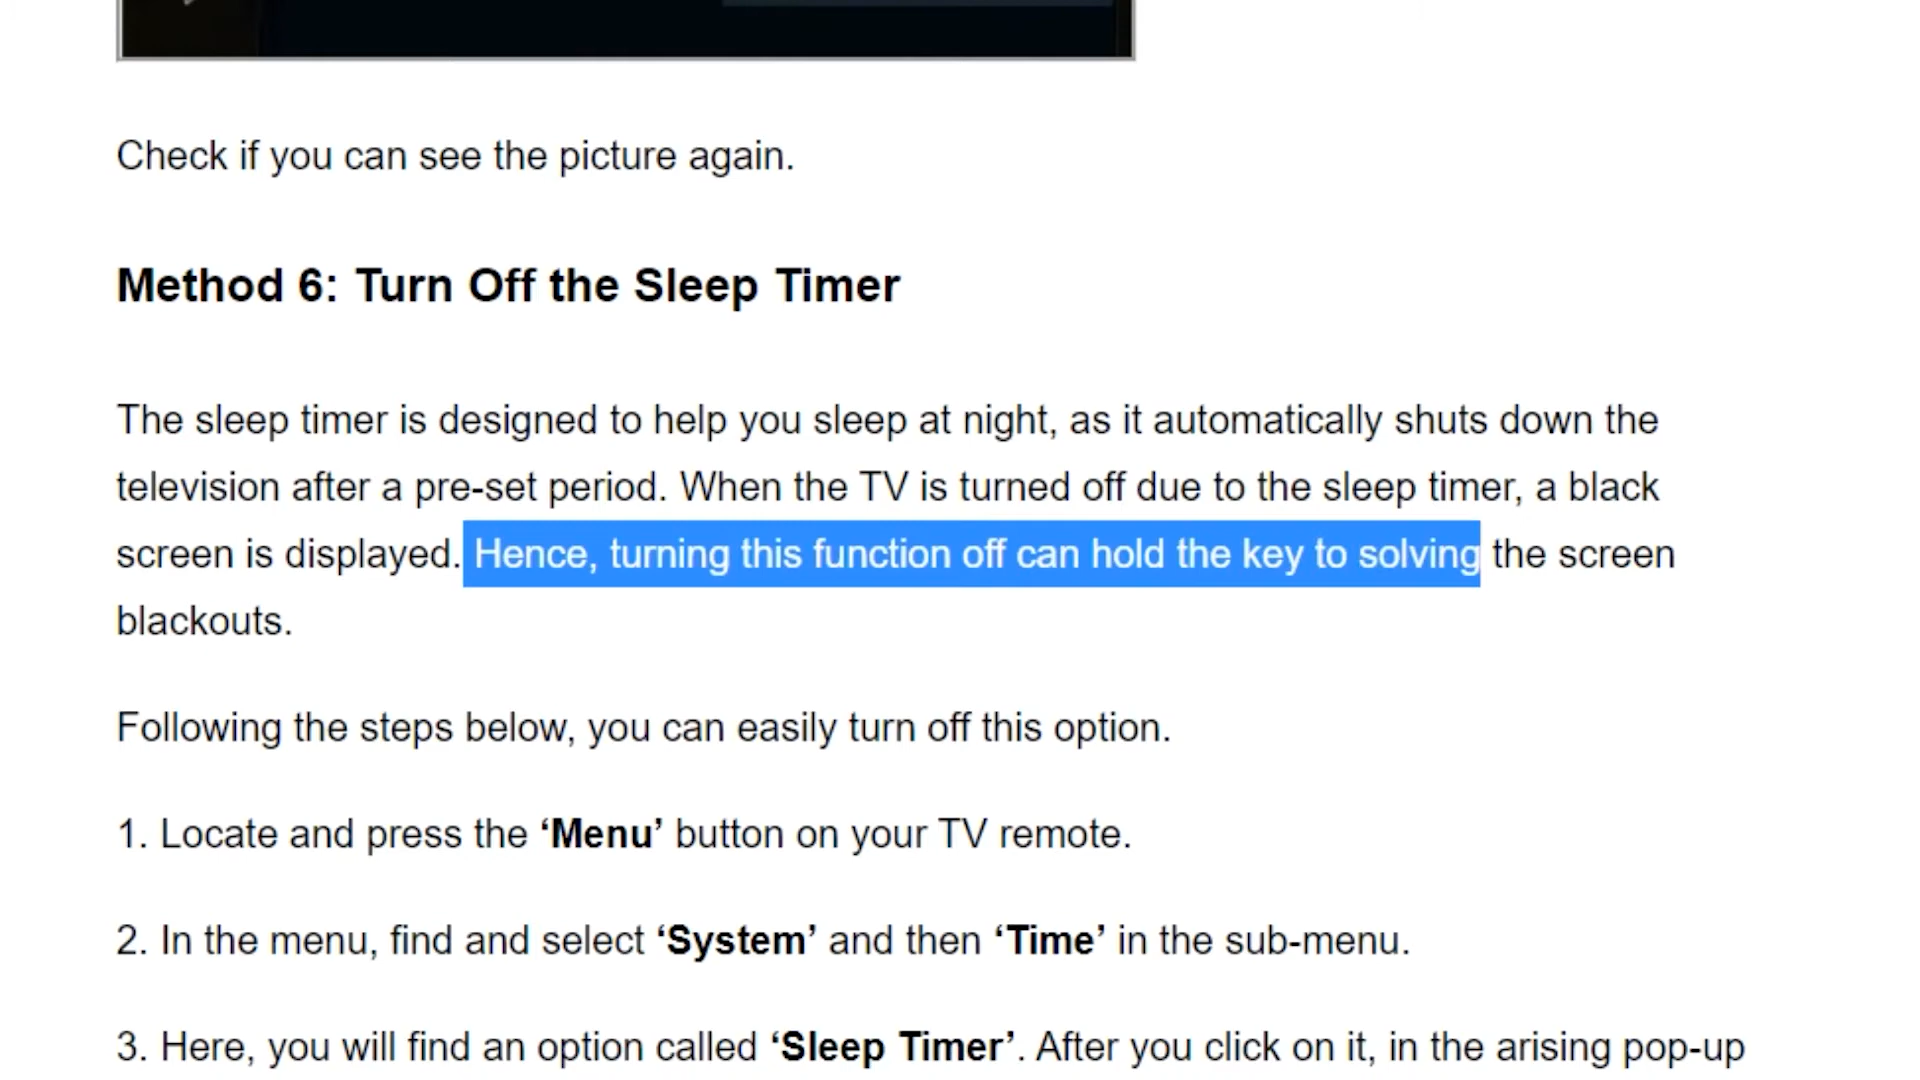 Check if you can see the picture again.
Method 6: Turn Off the Sleep Timer
The sleep timer is designed to help you sleep at night, as it automatically shuts down the
television after a pre-set period. When the TV is turned off due to the sleep timer, a black
screen is displayed. Hence, turning this function off can hold the key to solving the screen
blackouts.
Following the steps below, you can easily turn off this option.
1. Locate and press the ‘Menu’ button on your TV remote.
2. In the menu, find and select ‘System’ and then ‘Time’ in the sub-menu.
3. Here, you will find an option called ‘Sleep Timer’. After you click on it, in the arising pop-up